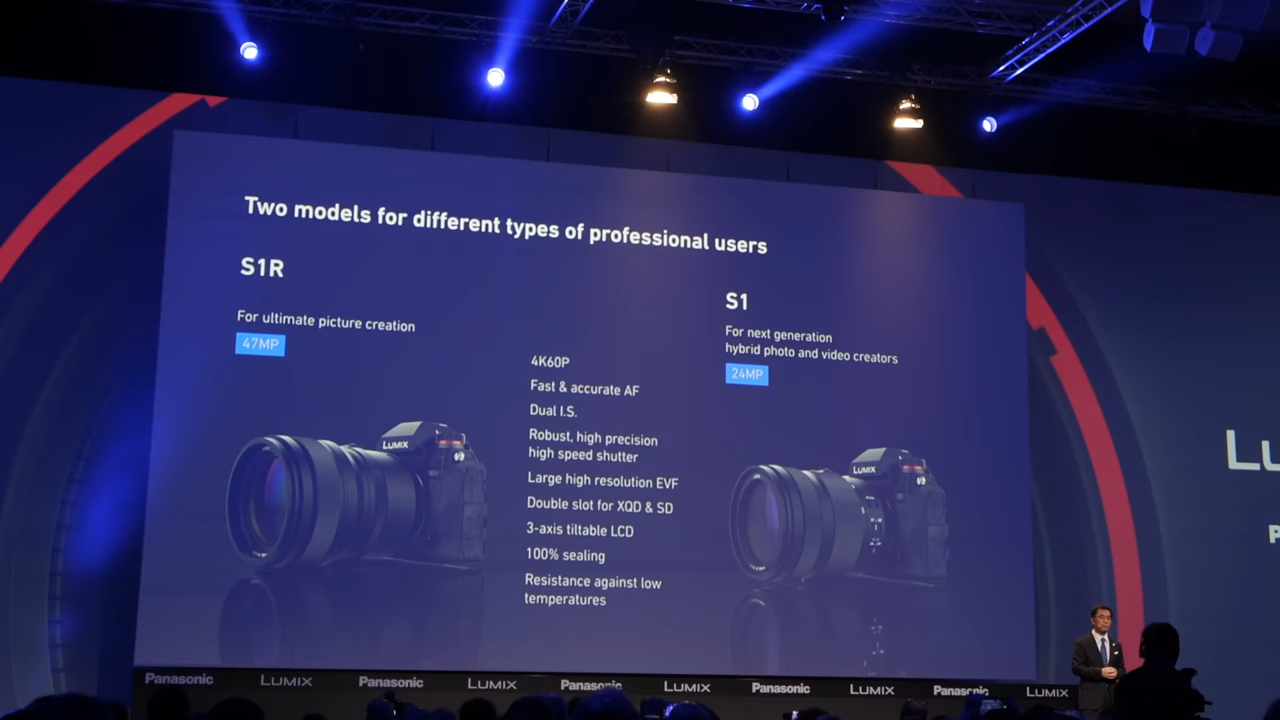 Two models for different types of professional users
S1R
For ultimate picture creation
47MP
S1
For next generation
hybrid photo and video creators
24MP
4K60P
Fast & accurate AF
Dual I.S.
Robust, high precision
high speed shutter
Large high resolution EVF
Double slot for XQD & SD
3-axis tiltable LCD
100% sealing
Resistance against low
temperatures
LUMIX
LUMIX
LU
P
Panasonic LUMIX Panasonic LUMIX Panasonic LUMIX Panasonic LUMIX Panasonic LUMIX